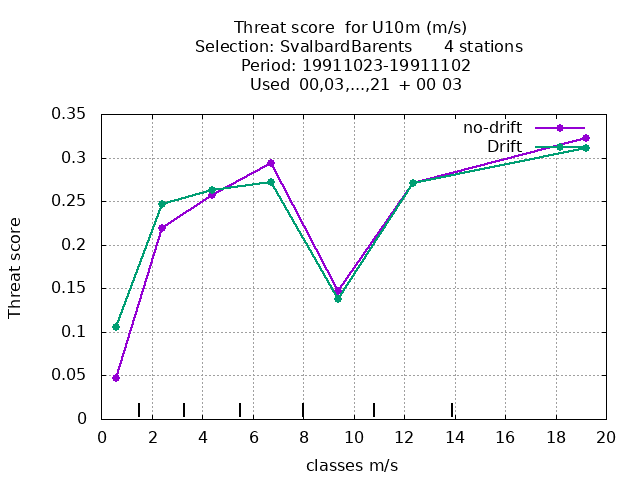 Threat score for U10m (m/s)
Selection: SvalbardBarents 4 stations
Period: 19911023-19911102
Used 00,03,...,21 + 00 03
no-drift
Drift
Threat score
0.35
0.3
0.25
0.2
0.15
0.1
0.05
0
0 2 4 6 8 10 12 14 16 18 20
classes m/s